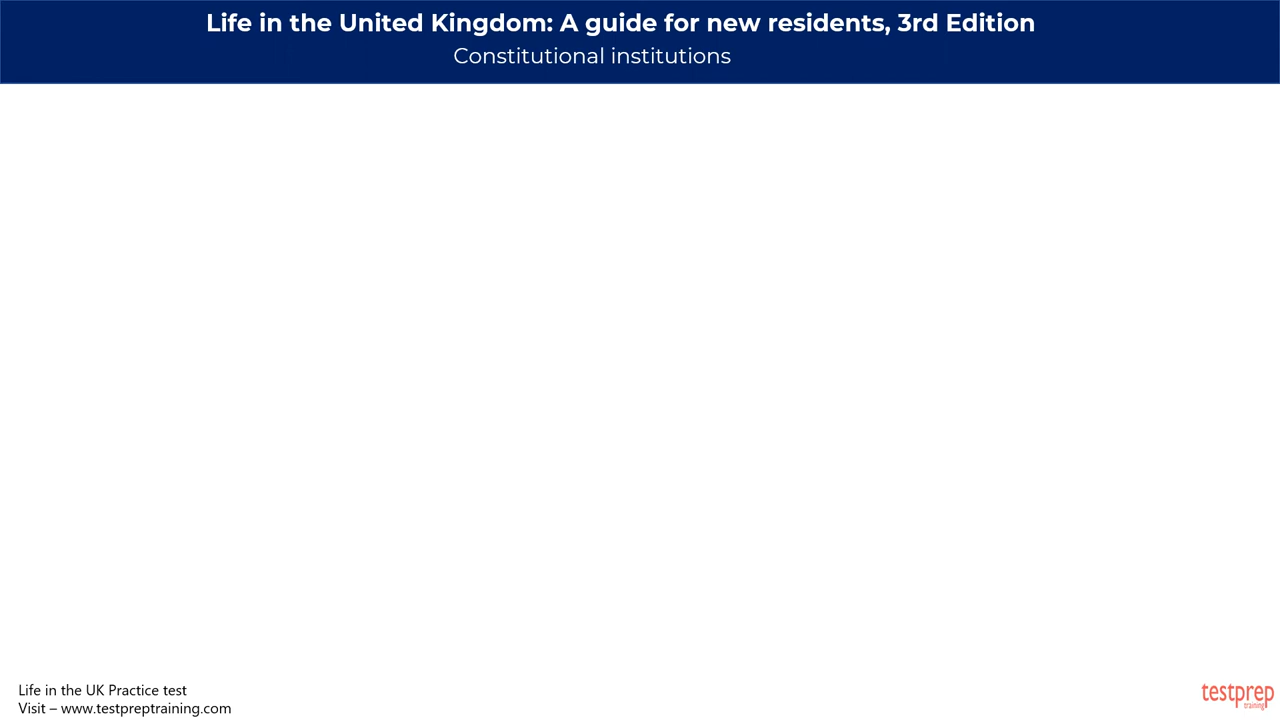 Life in the United Kingdom: A guide for new residents, 3rd Edition
Constitutional institutions
Life in the UK Practice test
Visit – www.testpreptraining.com
testprep
training